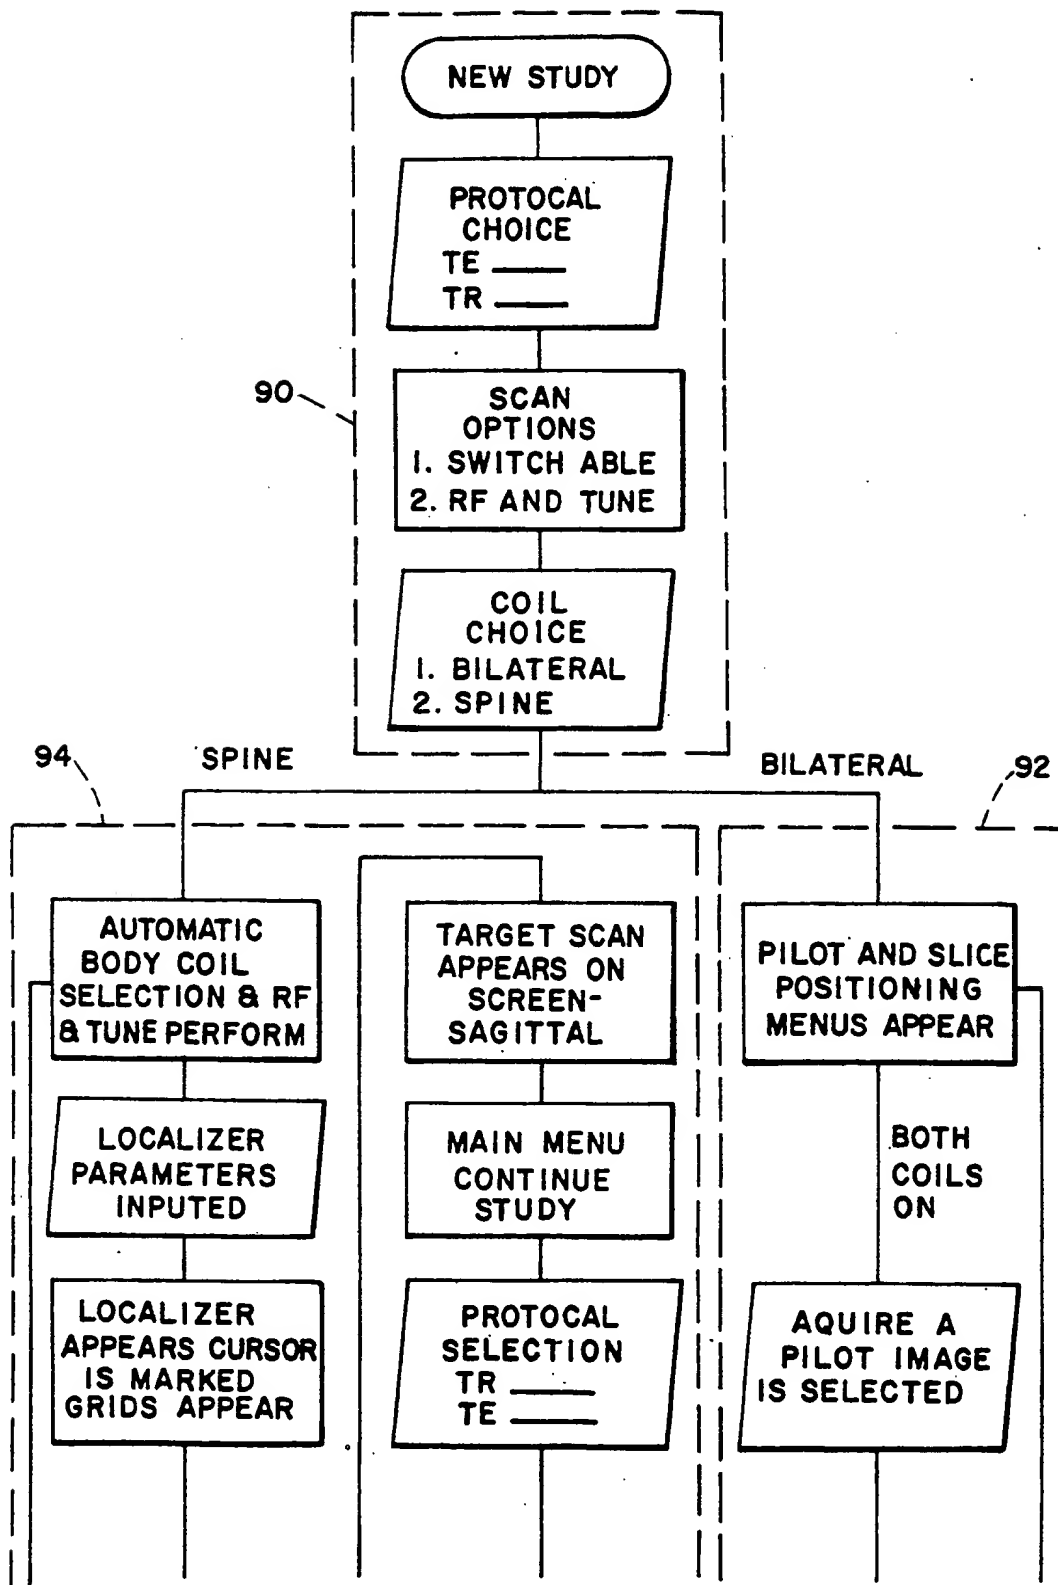 NEW STUDY
PROTOCAL
CHOICE
TE
TR
90
SCAN
OPTIONS
1. SWITCH ABLE
2. RF AND TUNE
COIL
CHOICE
1. BILATERAL
2. SPINE
94
SPINE
BILATERAL
92
AUTOMATIC
BODY COIL
SELECTION & RF
& TUNE PERFORM
LOCALIZER
PARAMETERS
INPUTED
LOCALIZER
APPEARS CURSOR
IS MARKED
GRIDS APPEAR
TARGET SCAN
APPEARS ON
SCREEN-
SAGITTAL
MAIN MENU
CONTINUE
STUDY
PROTOCAL
SELECTION
TR
TE
PILOT AND SLICE
POSITIONING
MENUS APPEAR
BOTH
COILS
ON
AQUIRE A
PILOT IMAGE
IS SELECTED